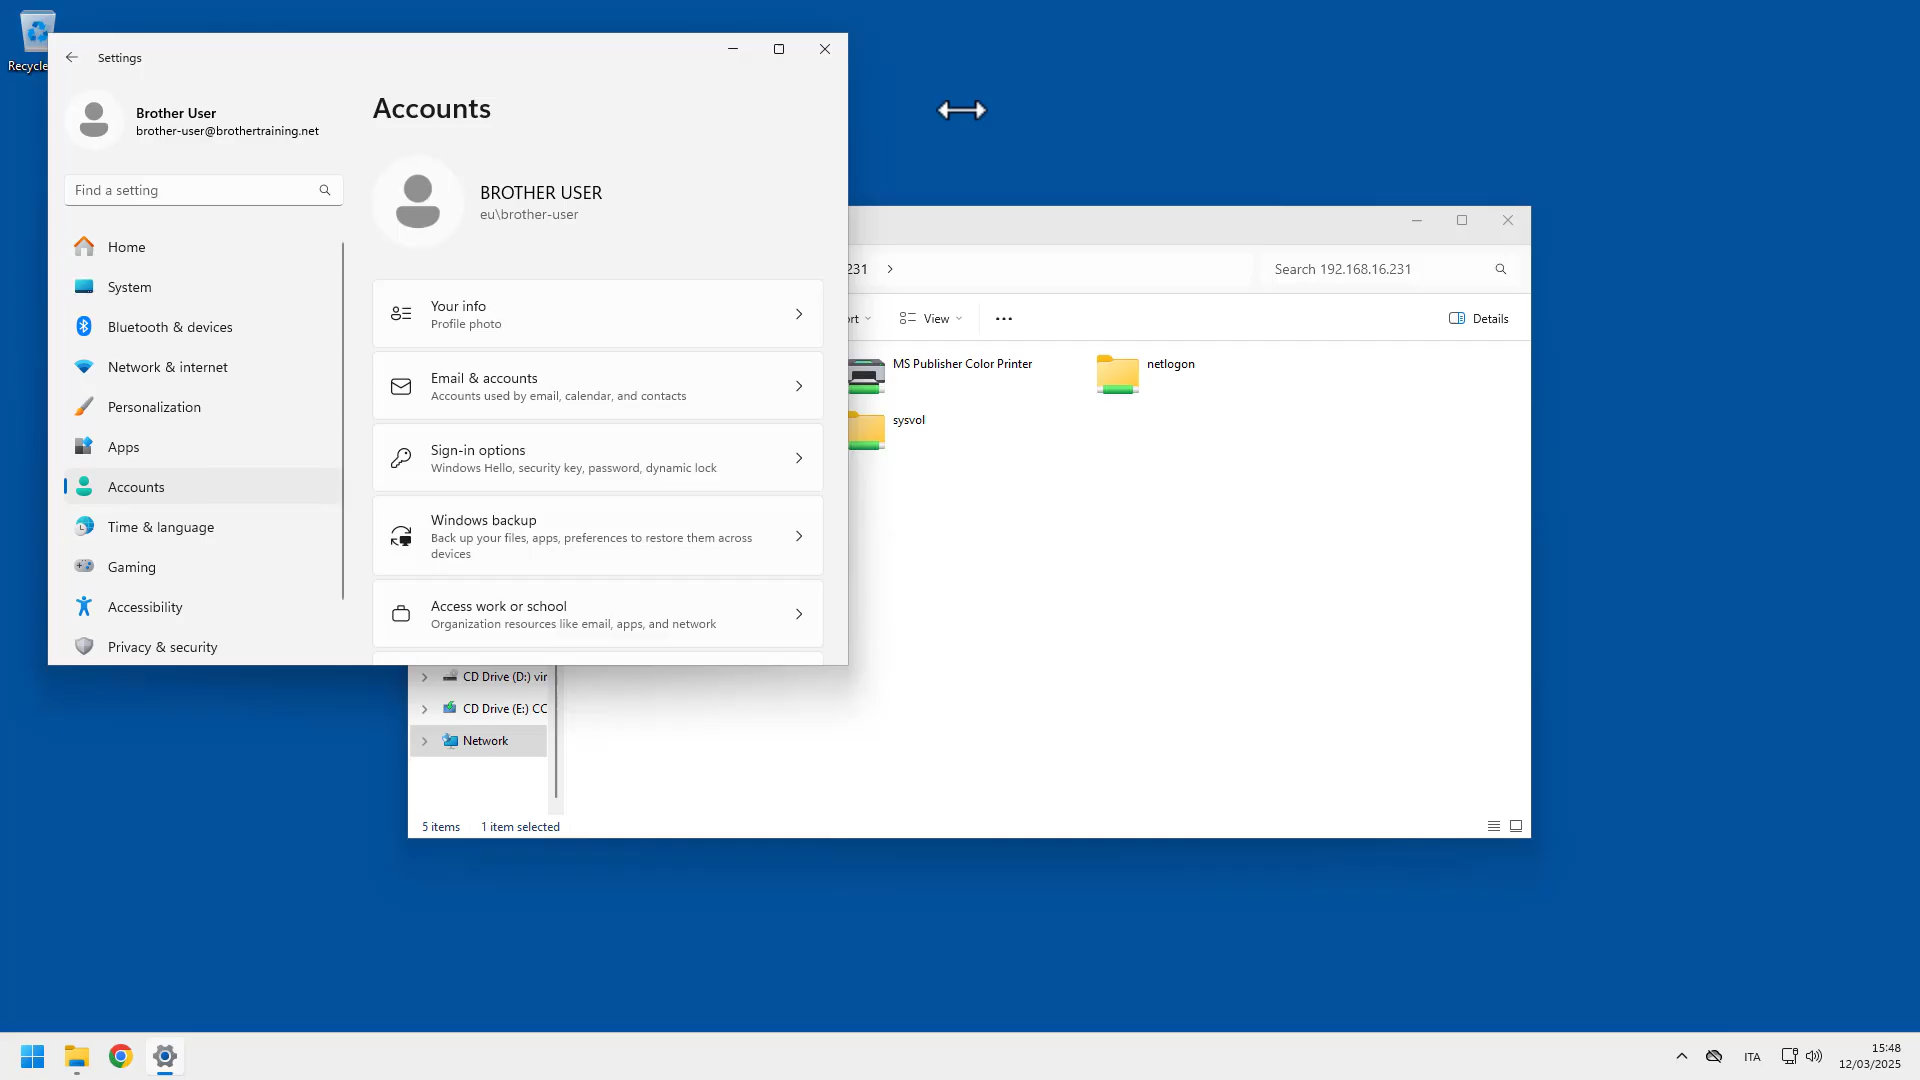 Recycle
Settings
Brother User
brother-user@brothertraining.net
Find a setting
Home
System
Bluetooth & devices
Network & internet
Personalization
Apps
Accounts
Time & language
Gaming
Accessibility
Privacy & security
Accounts
BROTHER USER
eu\brother-user
Your info
Profile photo
Email & accounts
Accounts used by email, calendar, and contacts
Sign-in options
Windows Hello, security key, password, dynamic lock
Windows backup
Back up your files, apps, preferences to restore them across
devices
Access work or school
Organization resources like email, apps, and network
231
Search 192.168.16.231
ort
View
Details
MS Publisher Color Printer
netlogon
sysvol
CD Drive (D:) vir
CD Drive (E:) CC
Network
5 items
1 item selected
ITA
15:48
12/03/2025